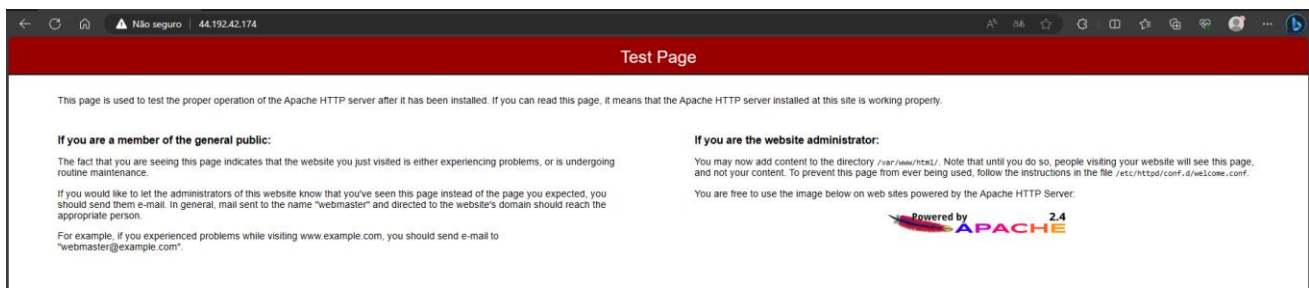 Não seguro 44.192.42.174
Test Page
This page is used to test the proper operation of the Apache HTTP server after it has been installed. If you can read this page, it means that the Apache HTTP server installed at this site is working properly.
If you are a member of the general public:
The fact that you are seeing this page indicates that the website you just visited is either experiencing problems, or is undergoing
routine maintenance.
If you would like to let the administrators of this website know that you've seen this page instead of the page you expected, you
should send them e-mail. In general, mail sent to the name "webmaster" and directed to the website's domain should reach the
appropriate person.
For example, if you experienced problems while visiting www.example.com, you should send e-mail to
"webmaster@example.com".
If you are the website administrator:
You may now add content to the directory /var/www/html/. Note that until you do so, people visiting your website will see this page,
and not your content. To prevent this page from ever being used, follow the instructions in the file /etc/httpd/conf.d/welcome.conf.
You are free to use the image below on web sites powered by the Apache HTTP Server:
Powered by 2.4
APACHE